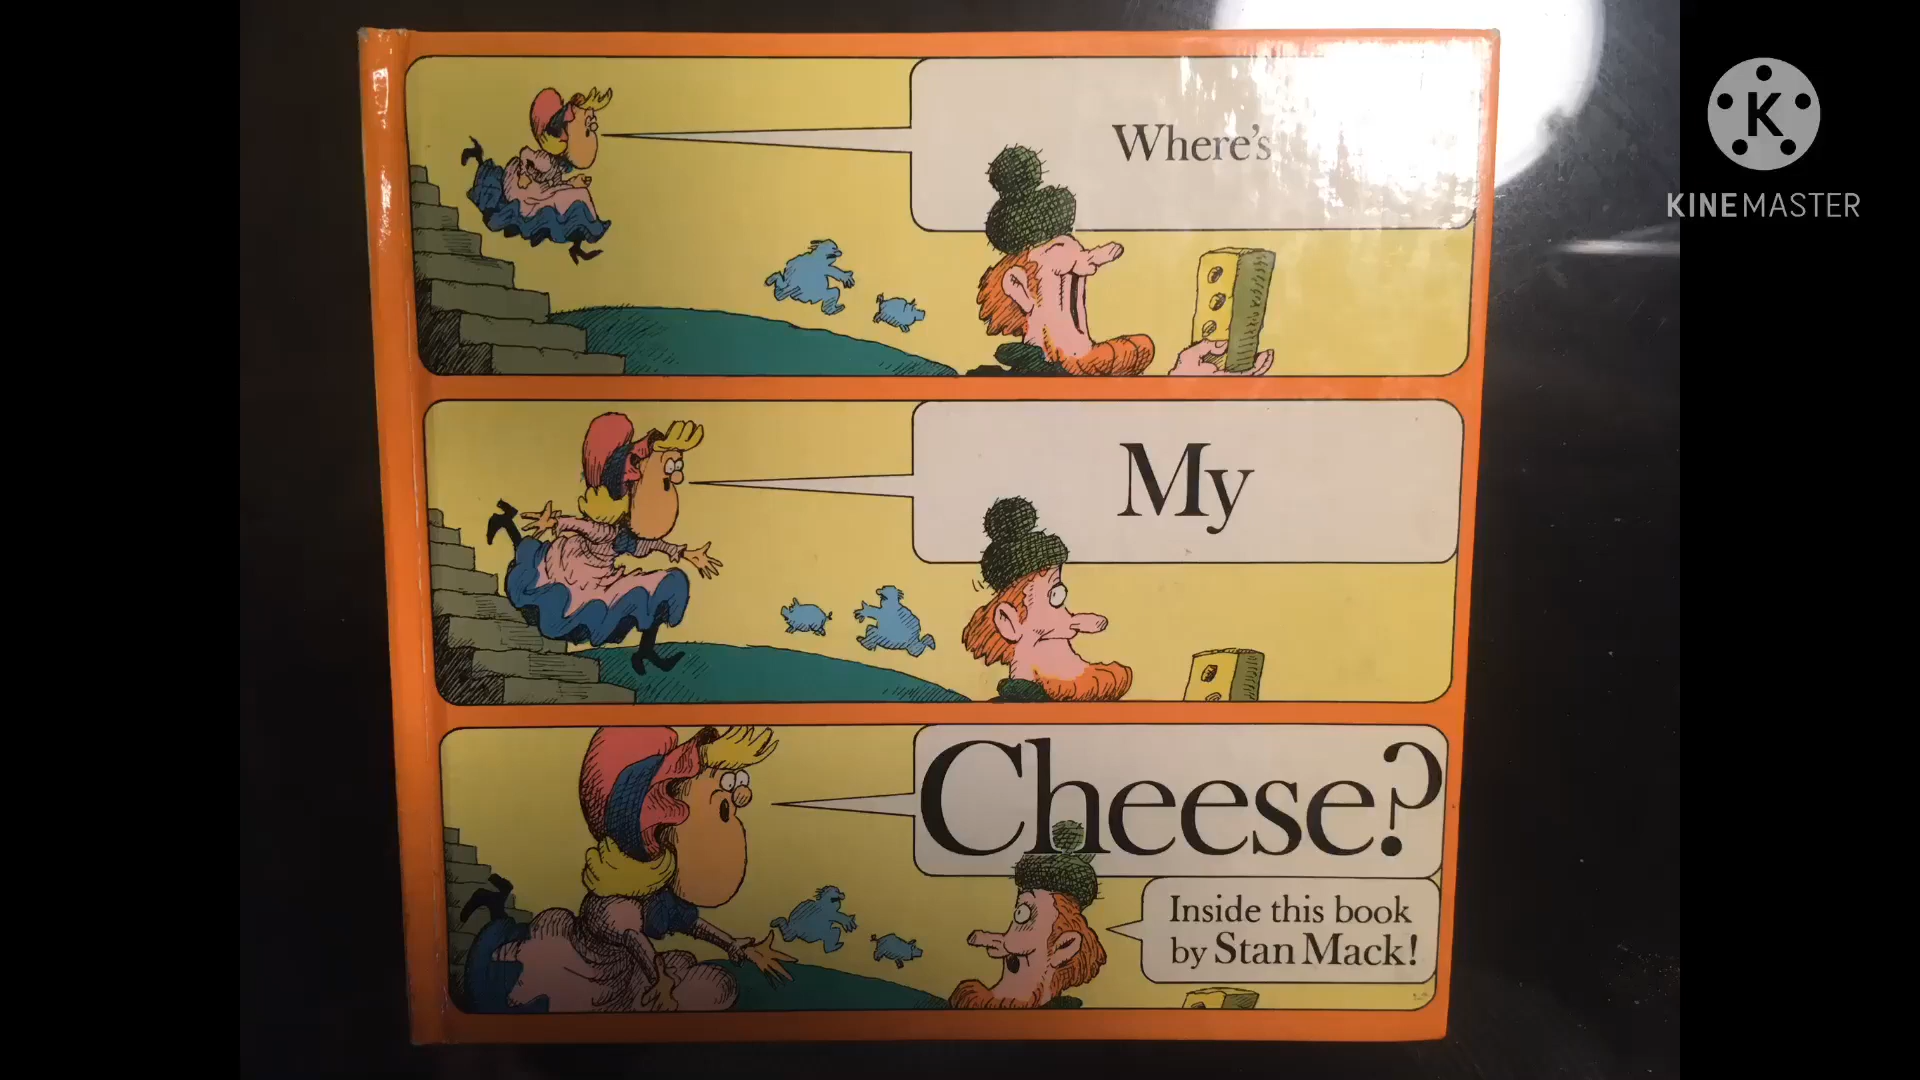 Where's
My
Cheese?
Inside this book
by Stan Mack!
K
KINEMASTER